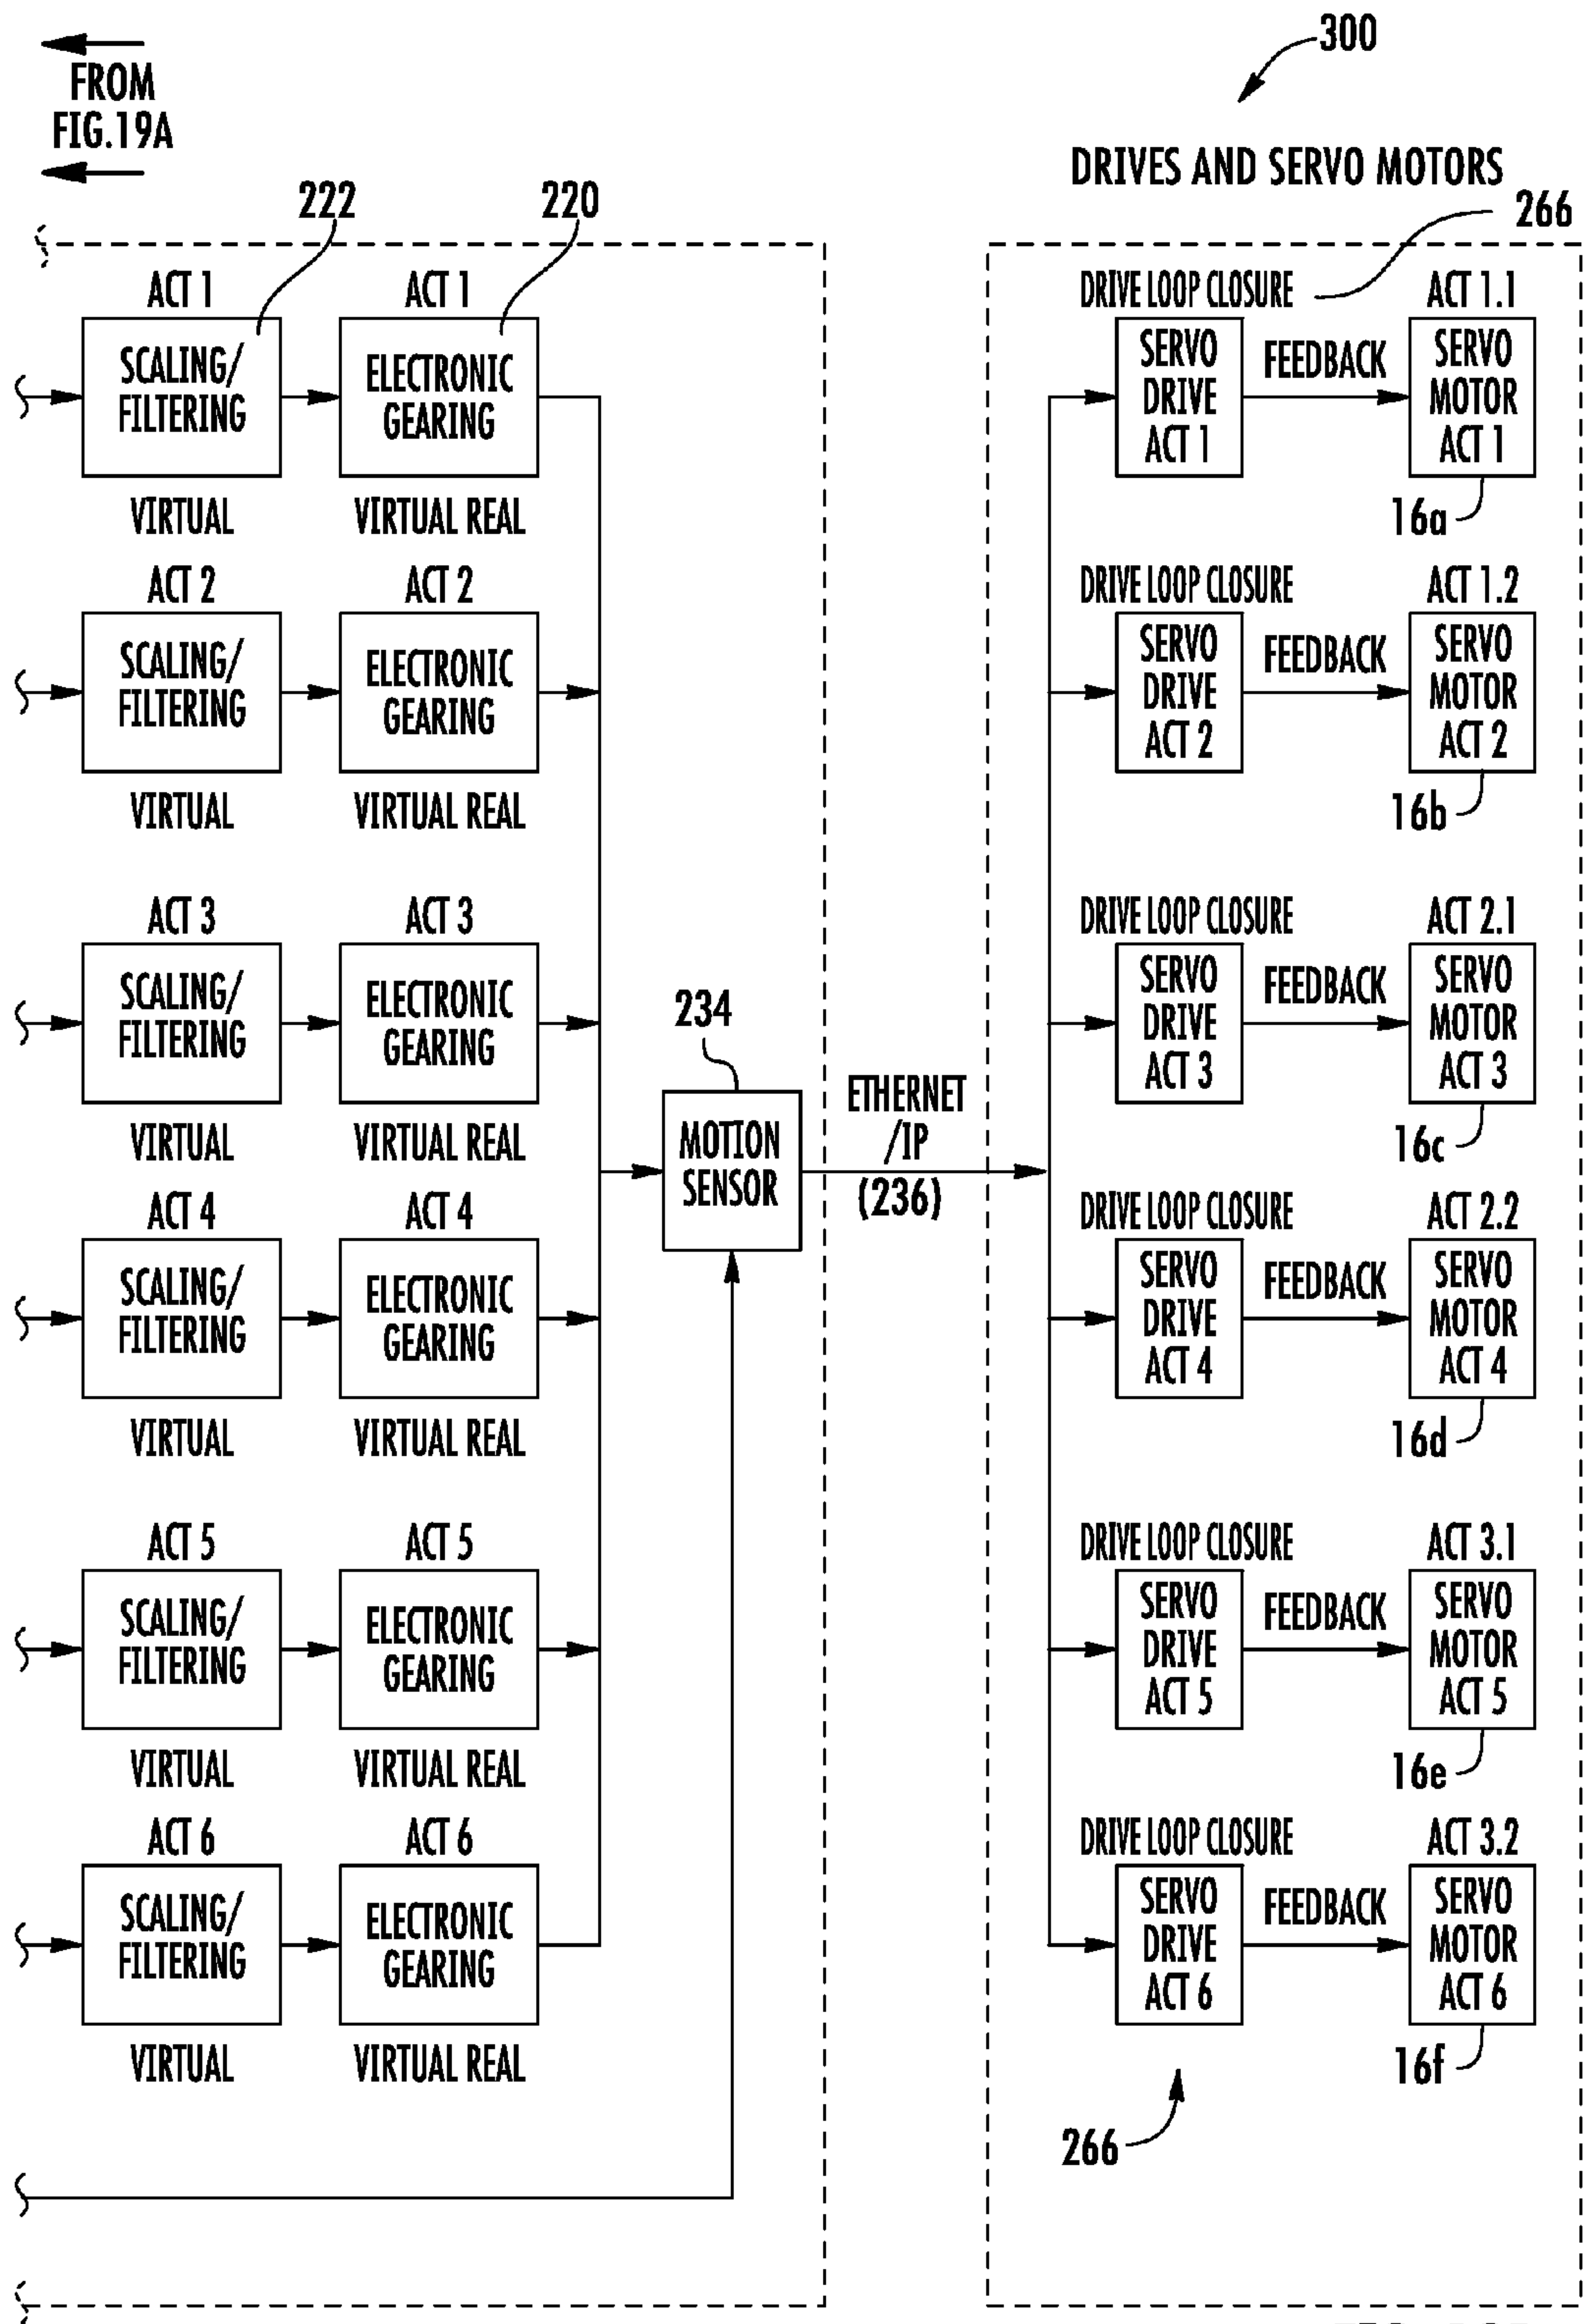 300
FROM
FIG.19A
DRIVES AND SERVO MOTORS
222
220
266
ACT 1
ACT 1
DRIVE LOOP CLOSURE
ACT 1.1
SCALING/
FILTERING
ELECTRONIC
GEARING
SERVO
DRIVE
ACT 1
FEEDBACK
SERVO
MOTOR
ACT 1
VIRTUAL
VIRTUAL REAL
16a
ACT 2
ACT 2
DRIVE LOOP CLOSURE
ACT 1.2
SCALING/
FILTERING
ELECTRONIC
GEARING
SERVO
DRIVE
ACT 2
FEEDBACK
SERVO
MOTOR
ACT 2
VIRTUAL
VIRTUAL REAL
16b
ACT 3
ACT 3
DRIVE LOOP CLOSURE
ACT 2.1
SCALING/
FILTERING
ELECTRONIC
GEARING
SERVO
DRIVE
ACT 3
FEEDBACK
SERVO
MOTOR
ACT 3
VIRTUAL
VIRTUAL REAL
16c
234
MOTION
SENSOR
ETHERNET
/IP
(236)
ACT 4
ACT 4
DRIVE LOOP CLOSURE
ACT 2.2
SCALING/
FILTERING
ELECTRONIC
GEARING
SERVO
DRIVE
ACT 4
FEEDBACK
SERVO
MOTOR
ACT 4
VIRTUAL
VIRTUAL REAL
16d
ACT 5
ACT 5
DRIVE LOOP CLOSURE
ACT 3.1
SCALING/
FILTERING
ELECTRONIC
GEARING
SERVO
DRIVE
ACT 5
FEEDBACK
SERVO
MOTOR
ACT 5
VIRTUAL
VIRTUAL REAL
16e
ACT 6
ACT 6
DRIVE LOOP CLOSURE
ACT 3.2
SCALING/
FILTERING
ELECTRONIC
GEARING
SERVO
DRIVE
ACT 6
FEEDBACK
SERVO
MOTOR
ACT 6
VIRTUAL
VIRTUAL REAL
16f
266